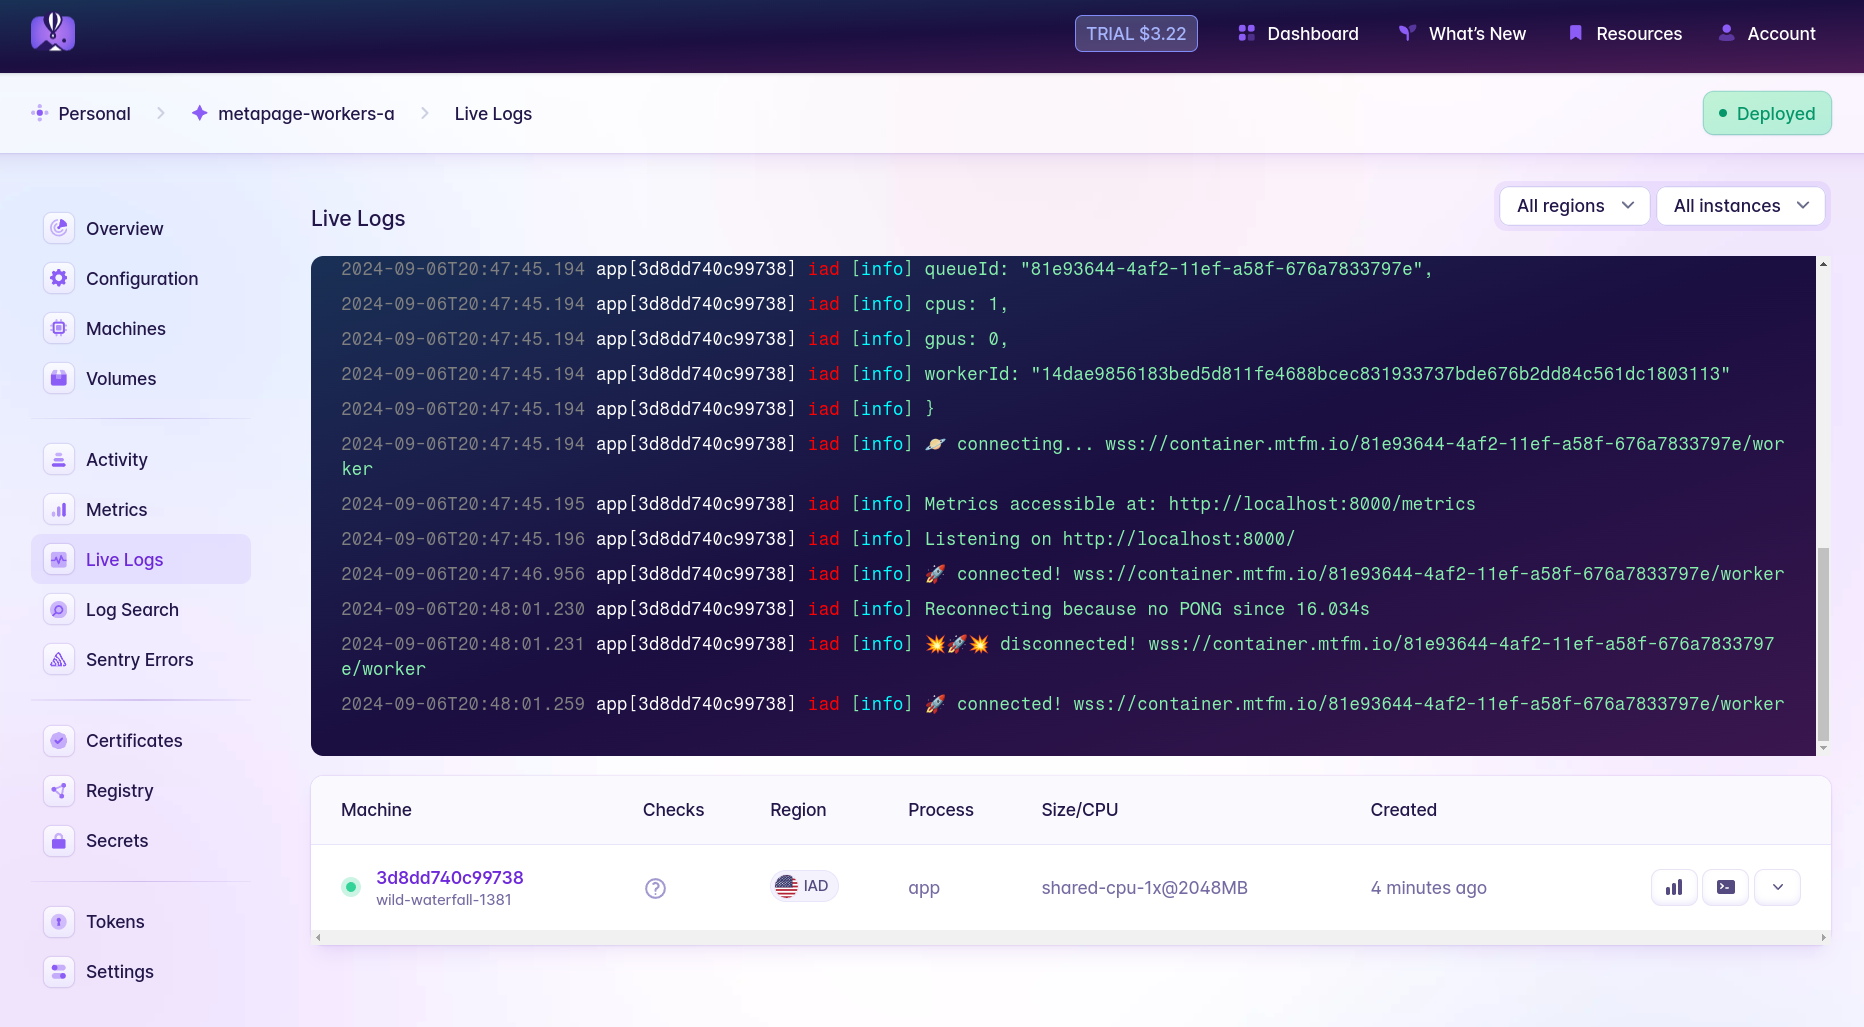 TRIAL $3.22
Dashboard
What's New
Resources
Account
Personal
metapage-workers-a
Live Logs
Deployed
Overview
Configuration
Machines
Volumes
Activity
Metrics
Live Logs
Log Search
Sentry Errors
Certificates
Registry
Secrets
Tokens
Settings
Live Logs
All regions
All instances
2024-09-06T20:47:45.194 app[3d8dd740c99738] iad [info] queueId: "81e93644-4af2-11ef-a58f-676a7833797e",
2024-09-06T20:47:45.194 app[3d8dd740c99738] iad [info] cpus: 1,
2024-09-06T20:47:45.194 app[3d8dd740c99738] iad [info] gpus: 0,
2024-09-06T20:47:45.194 app[3d8dd740c99738] iad [info] workerId: "14dae9856183bed5d811fe4688bcec831933737bde676b2dd84c561dc1803113"
2024-09-06T20:47:45.194 app[3d8dd740c99738] iad [info] }
2024-09-06T20:47:45.194 app[3d8dd740c99738] iad [info] 🪐 connecting... wss://container.mtfm.io/81e93644-4af2-11ef-a58f-676a7833797e/wor
ker
2024-09-06T20:47:45.195 app[3d8dd740c99738] iad [info] Metrics accessible at: http://localhost:8000/metrics
2024-09-06T20:47:45.196 app[3d8dd740c99738] iad [info] Listening on http://localhost:8000/
2024-09-06T20:47:46.956 app[3d8dd740c99738] iad [info] 🚀 connected! wss://container.mtfm.io/81e93644-4af2-11ef-a58f-676a7833797e/worker
2024-09-06T20:48:01.230 app[3d8dd740c99738] iad [info] Reconnecting because no PONG since 16.034s
2024-09-06T20:48:01.231 app[3d8dd740c99738] iad [info] 💥🚀💥 disconnected! wss://container.mtfm.io/81e93644-4af2-11ef-a58f-676a7833797
e/worker
2024-09-06T20:48:01.259 app[3d8dd740c99738] iad [info] 🚀 connected! wss://container.mtfm.io/81e93644-4af2-11ef-a58f-676a7833797e/worker
Machine Checks Region Process Size/CPU Created
3d8dd740c99738
wild-waterfall-1381
IAD
app
shared-cpu-1x@2048MB
4 minutes ago